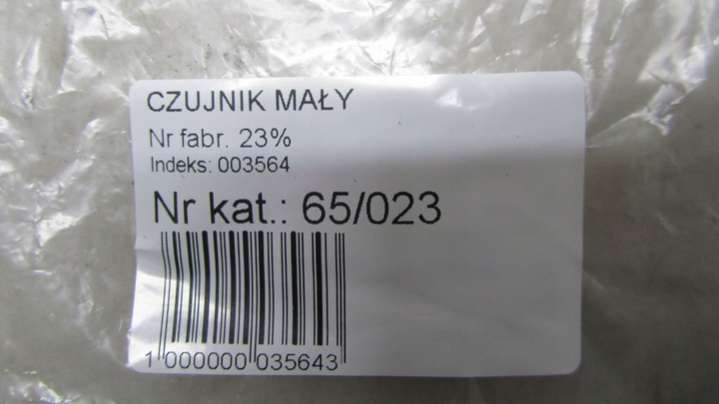 CZUJNIK MAŁY
Nr fabr. 23%
Indeks: 003564
Nr kat.: 65/023
1 000000 035643